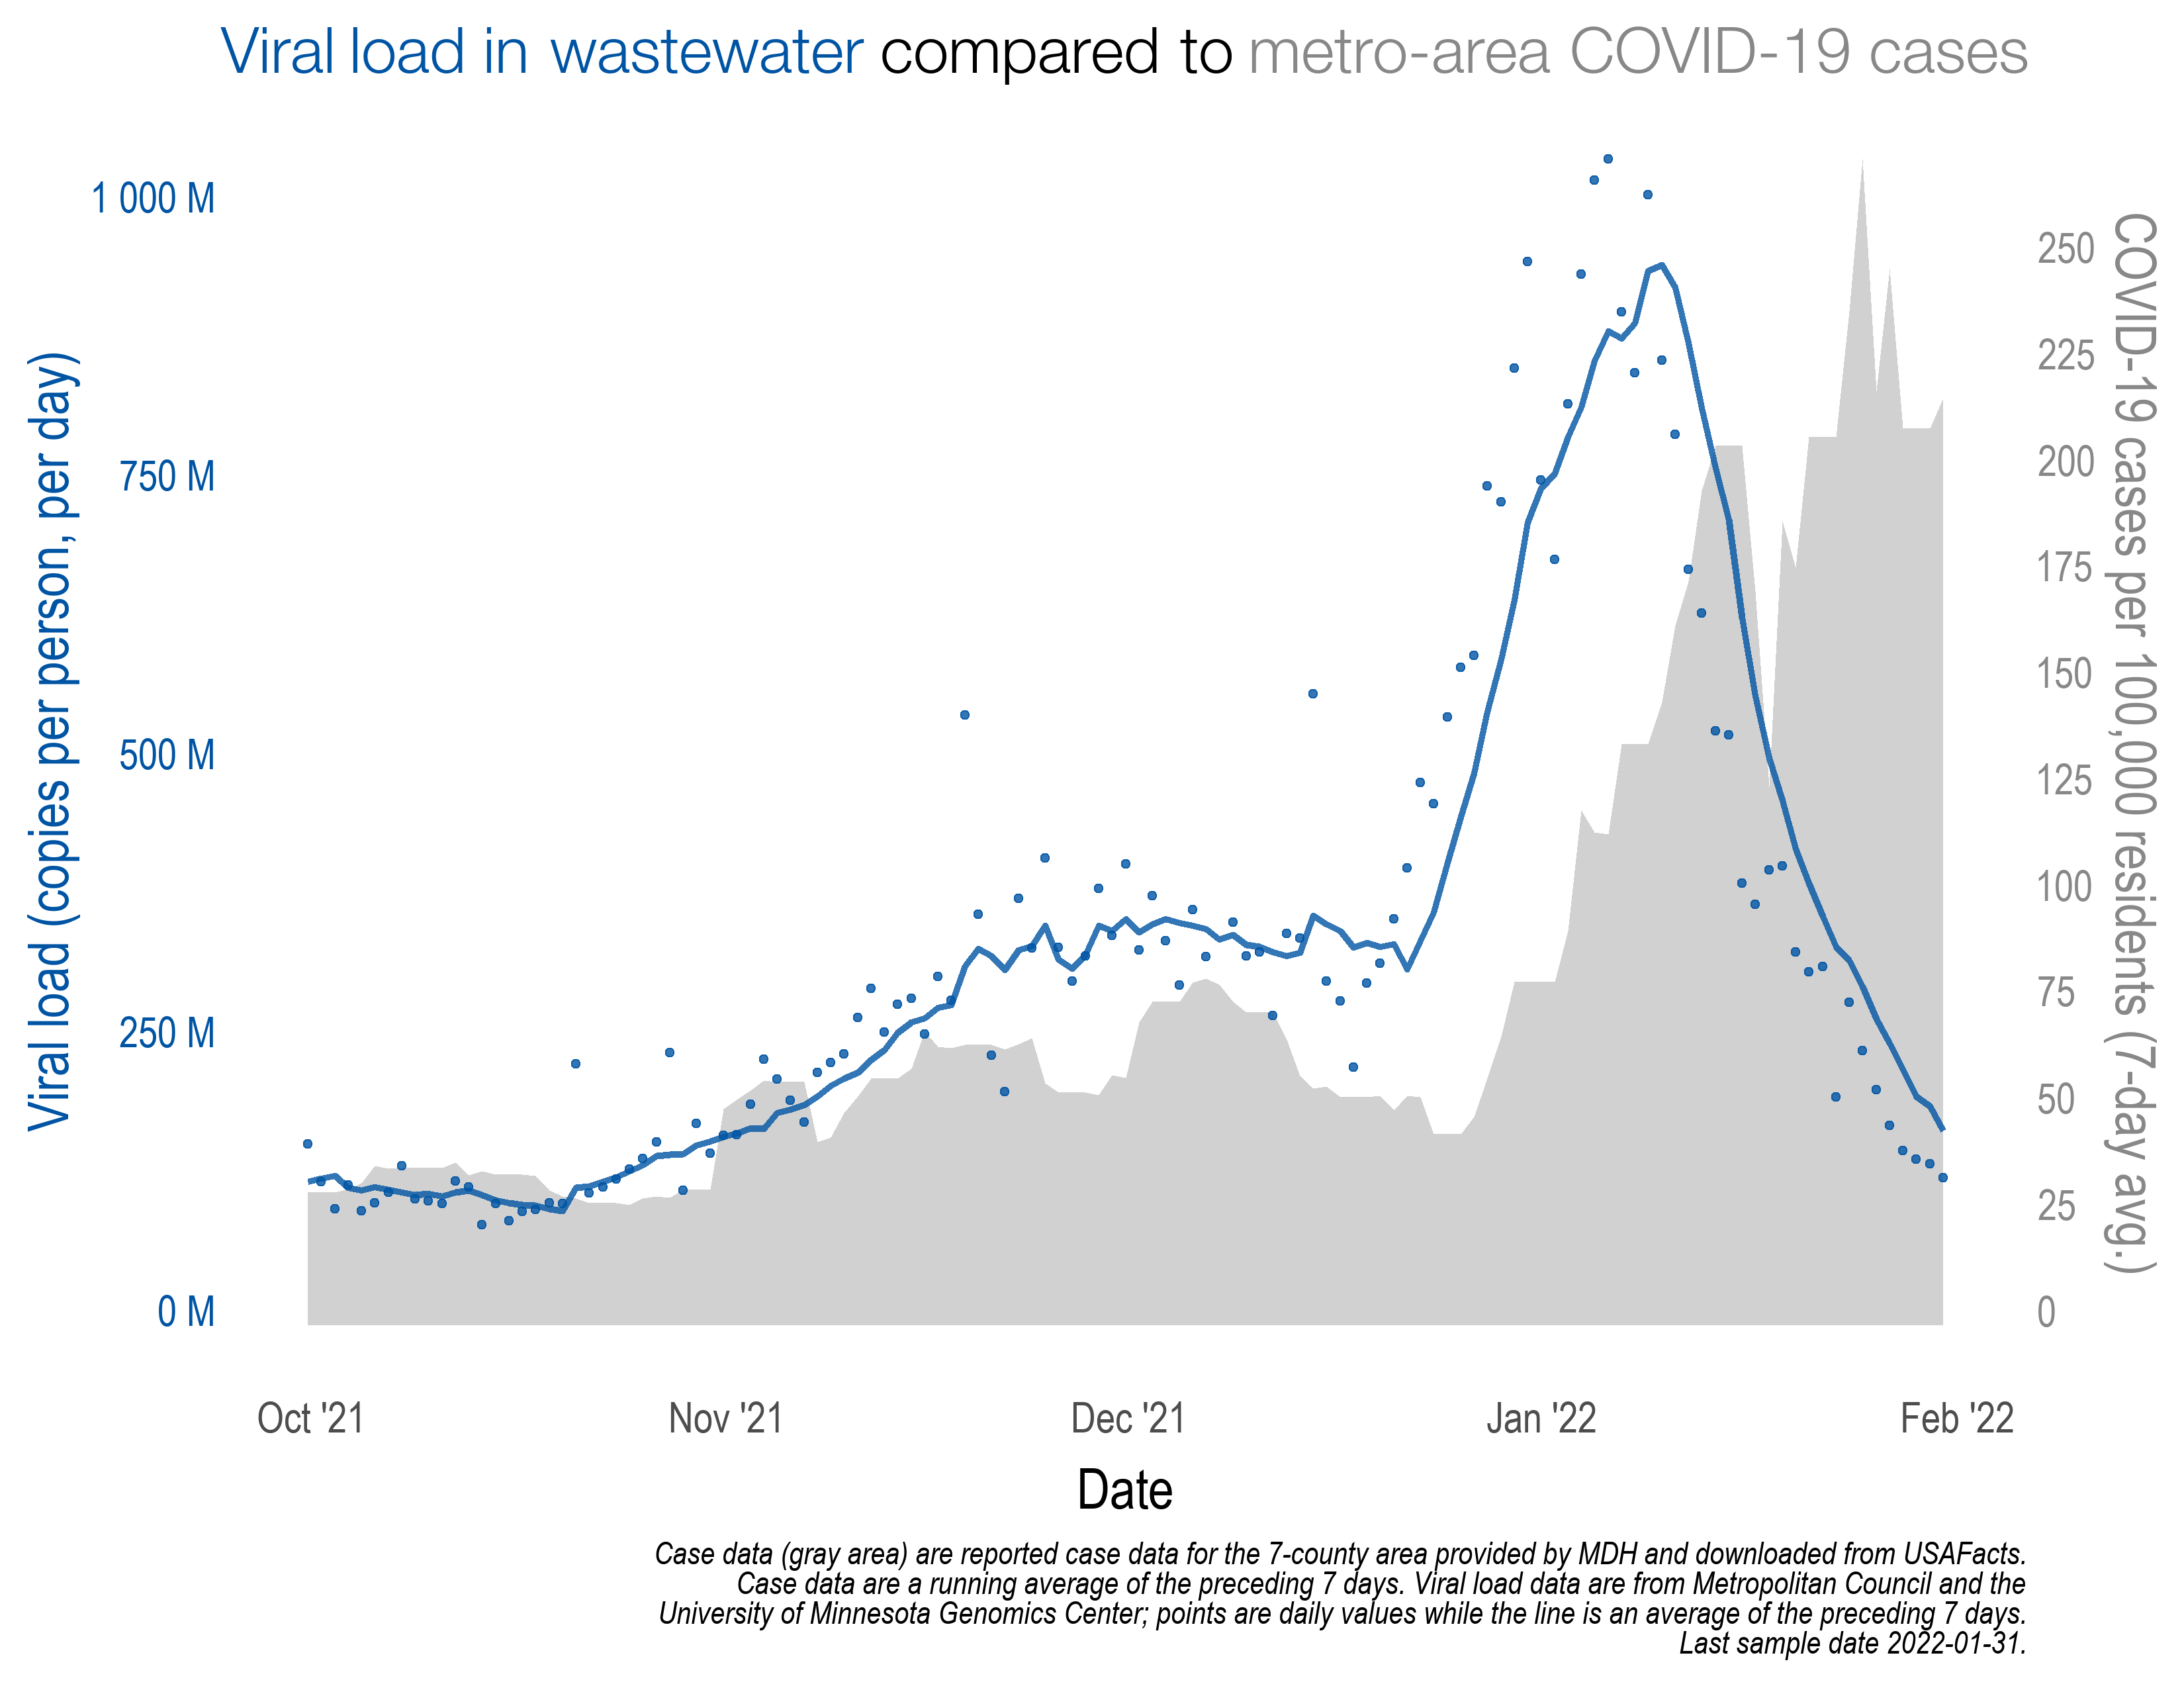 Viral load in wastewater compared to metro-area COVID-19 cases
Viral load (copies per person, per day)
1 000 M
750 M
500 M
250 M
0 M
COVID-19 cases per 100,000 residents (7-day avg.)
250
225
200
175
150
125
100
75
50
25
0
Oct '21
Nov '21
Dec '21
Jan '22
Feb '22
Date
Case data (gray area) are reported case data for the 7-county area provided by MDH and downloaded from USAFacts.
Case data are a running average of the preceding 7 days. Viral load data are from Metropolitan Council and the
University of Minnesota Genomics Center; points are daily values while the line is an average of the preceding 7 days.
Last sample date 2022-01-31.